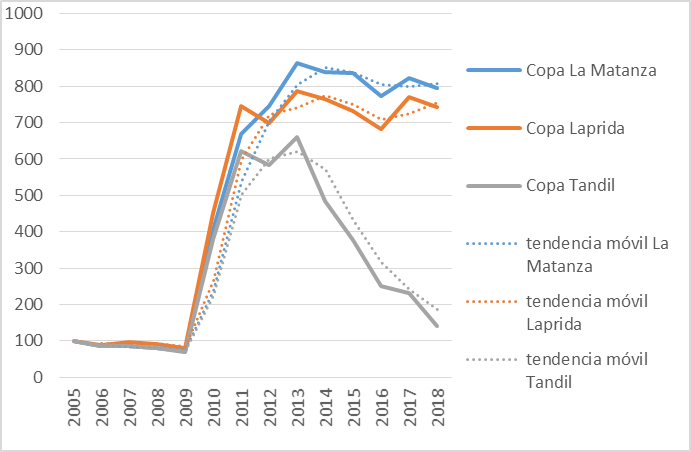 1000
900
800
700
600
500
400
300
200
100
0
2005
2006
2007
2008
2009
2010
2011
2012
2013
2014
2015
2016
2017
2018
Copa La Matanza
Copa Laprida
Copa Tandil
tendencia móvil La
Matanza
tendencia móvil
Laprida
tendencia móvil
Tandil